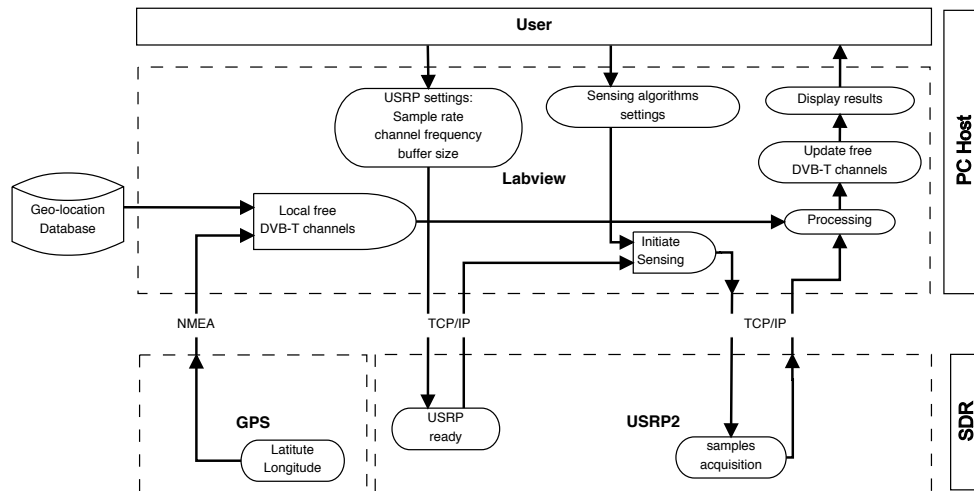 User
PC Host
USRP settings:
Sample rate
channel frequency
buffer size
Sensing algorithms
settings
Display results
Update free
DVB-T channels
Labview
Geo-location
Database
Local free
DVB-T channels
Processing
Initiate
Sensing
NMEA
TCP/IP
TCP/IP
GPS
Latitute
Longitude
USRP
ready
USRP2
samples
acquisition
SDR